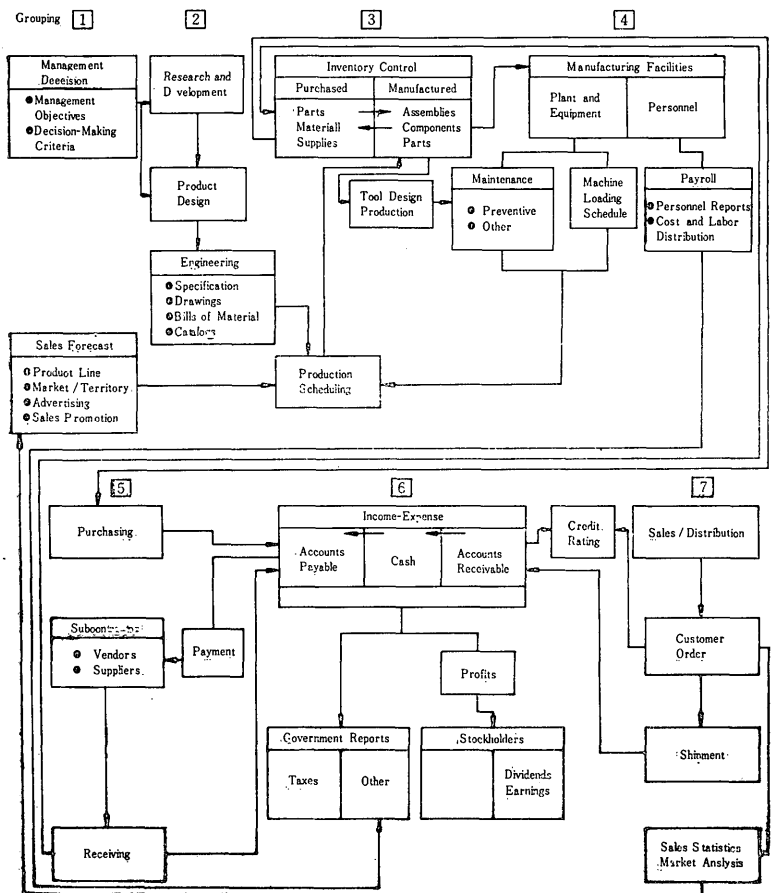 Grouping 1 2 3 4
Management
Deeision
●Management
Objectives
●Decision-Making
Criteria
Research and
Development
Product
Design
Engineering
●Specification
●Drawings
●Bills of Material
●Catalogs
Inventory Control
Purchased Manufactured
Parts Assemblies
Materiall Components
Supplies Parts
Manufacturing Facilities
Plant and
Equipment
Personnel
Tool Design
Production
Maintenance
● Preventive
● Other
Machine
Loading
Schedule
Payroll
●Personnel Reports
●Cost and Labor
Distribution
Sales Forecast
●Product Line
●Market / Territory
●Advertising
●Sales Promotion
Production
Scheduling
5 6 7
Purchasing
Income-Expense
Accounts
Payable
Cash
Accounts
Receivable
Credit
Rating
Sales / Distribution
● Vendors
● Suppliers
Payment
Customer
Order
Profits
Government Reports
Taxes Other
Stockholders
Dividends
Earnings
Shipment
Receiving
Sales Statistics
Market Analysis